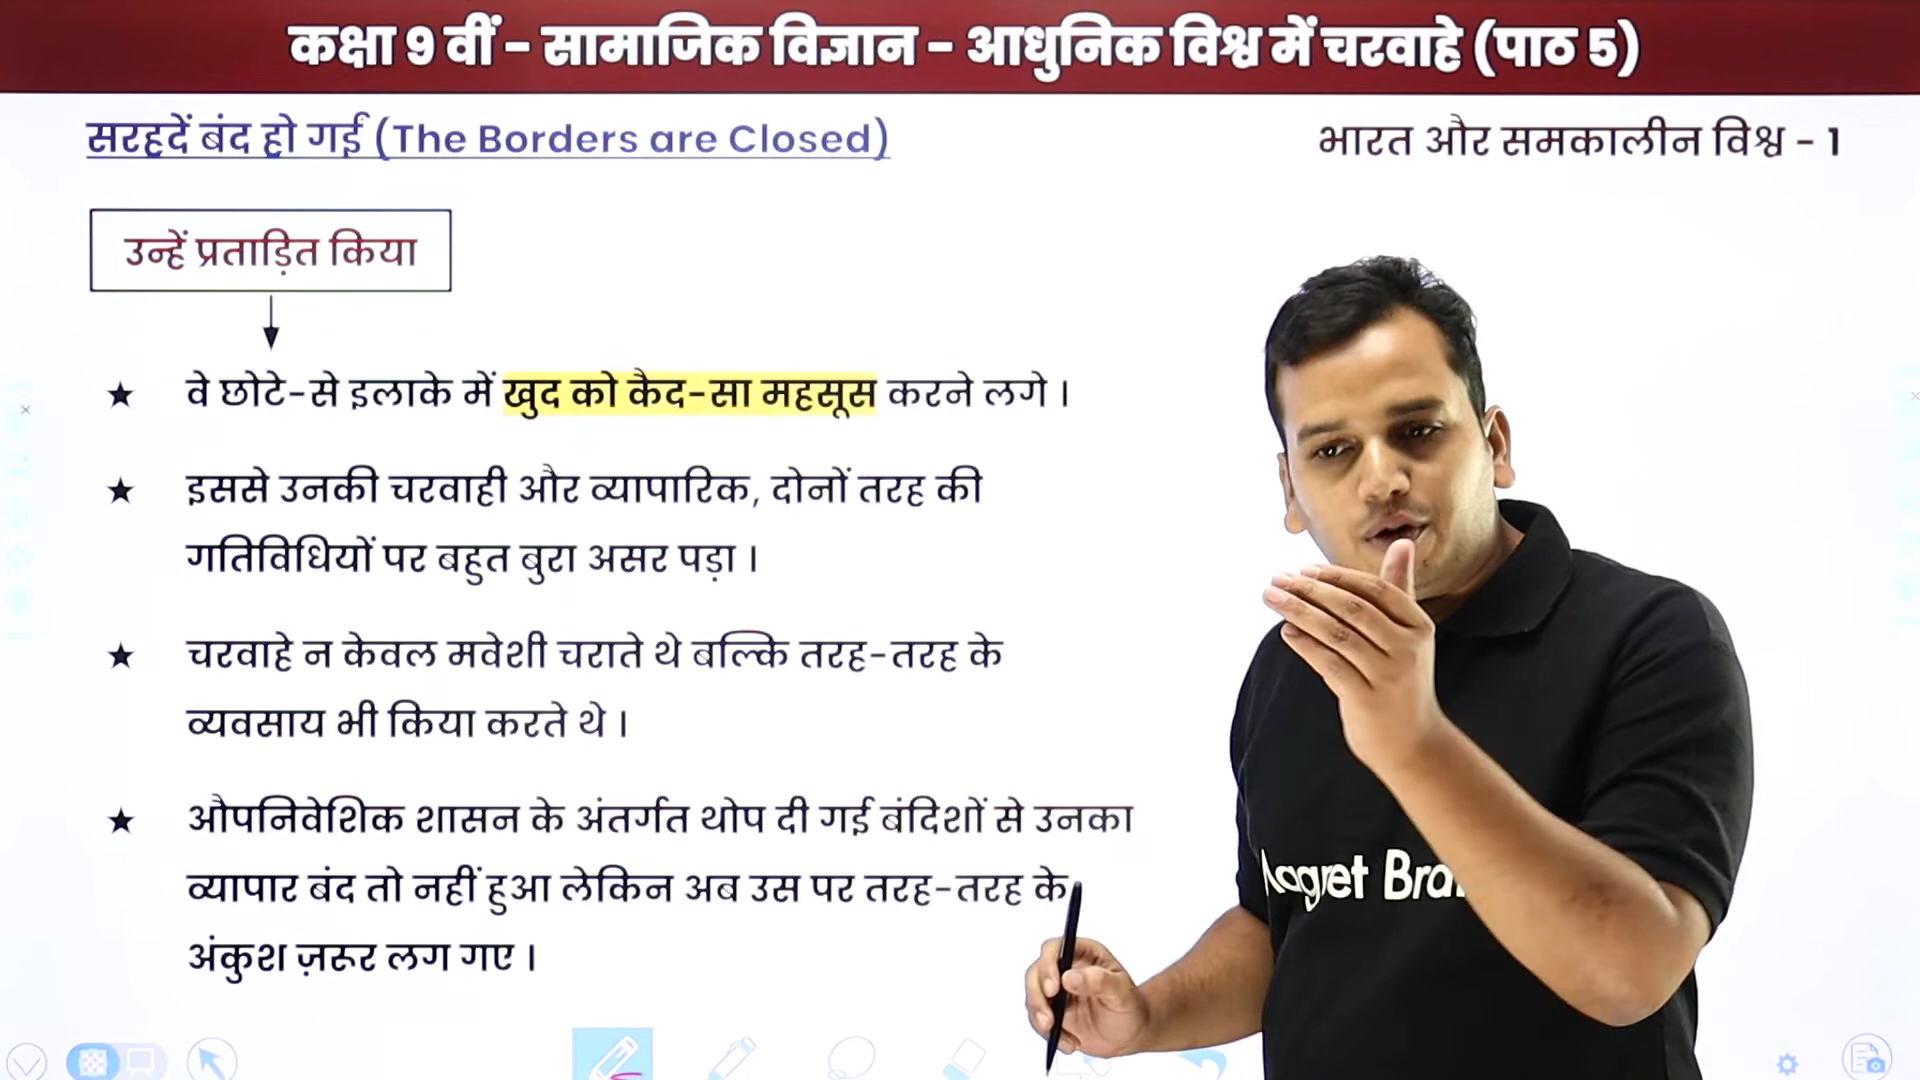 कक्षा 9 वीं - सामाजिक विज्ञान - आधुनिक विश्व में चरवाहे (पाठ 5)
सरहदें बंद हो गईं (The Borders are Closed)
भारत और समकालीन विश्व - 1
उन्हें प्रताड़ित किया
★ वे छोटे-से इलाके में खुद को कैद-सा महसूस करने लगे ।
★ इससे उनकी चरवाही और व्यापारिक, दोनों तरह की
गतिविधियों पर बहुत बुरा असर पड़ा ।
★ चरवाहे न केवल मवेशी चराते थे बल्कि तरह-तरह के
व्यवसाय भी किया करते थे ।
★ औपनिवेशिक शासन के अंतर्गत थोप दी गई बंदिशों से उनका
व्यापार बंद तो नहीं हुआ लेकिन अब उस पर तरह-तरह के
अंकुश ज़रूर लग गए ।